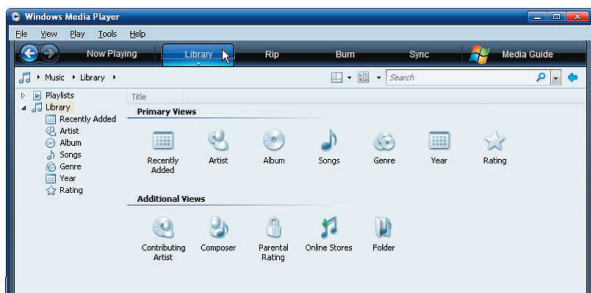 Windows Media Player
File View Play Tools Help
Now Playing Library Rip Burn Sync Media Guide
Music Library Search
Playlists
Library
Recently Added
Artist
Album
Songs
Genre
Year
Rating
Title
Primary Views
Recently Added Artist Album Songs Genre Year Rating
Additional Views
Contributing Artist Composer Parental Rating Online Stores Folder